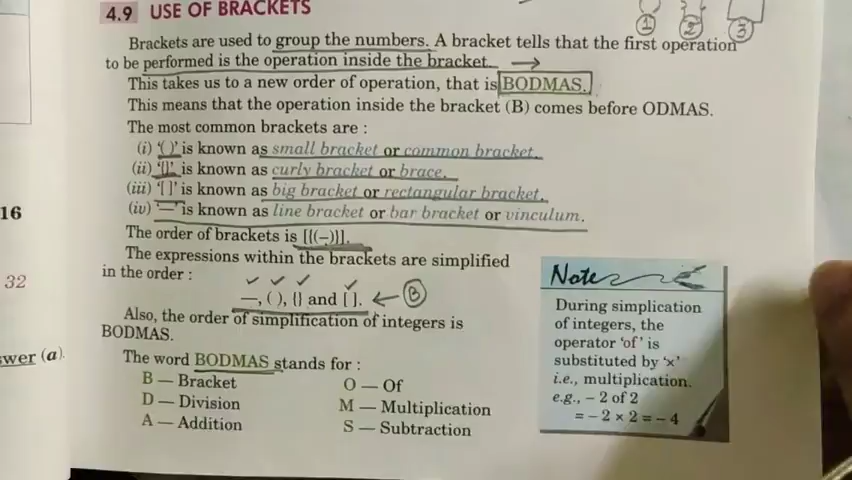 4.9 USE OF BRACKETS
① ② ③
Brackets are used to group the numbers. A bracket tells that the first operation
to be performed is the operation inside the bracket. →
This takes us to a new order of operation, that is BODMAS.
This means that the operation inside the bracket (B) comes before ODMAS.
The most common brackets are :
(i) '( )' is known as small bracket or common bracket.
(ii) '{}' is known as curly bracket or brace.
(iii) '[ ]' is known as big bracket or rectangular bracket.
(iv) '—' is known as line bracket or bar bracket or vinculum.
The order of brackets is [{(–)}].
The expressions within the brackets are simplified
in the order :
—, ( ), {} and [ ]. ← Ⓑ
Also, the order of simplification of integers is
BODMAS.
The word BODMAS stands for :
B — Bracket O — Of
D — Division M — Multiplication
A — Addition S — Subtraction
Note
During simplication
of integers, the
operator 'of' is
substituted by '×'
i.e., multiplication.
e.g., – 2 of 2
= – 2 × 2 = – 4
16
32
swer (a).